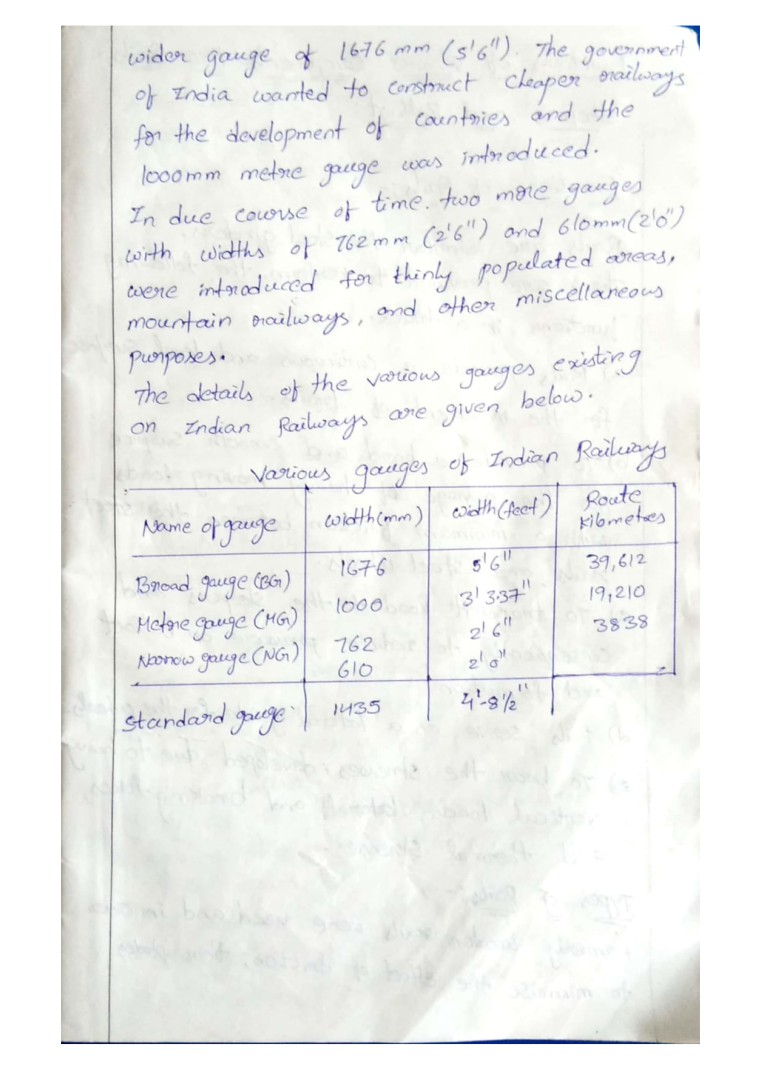 wider gauge of 1676 mm (5'6"). The government
of India wanted to construct cheaper railways
for the development of countries and the
1000mm metre gauge was introduced.
In due course of time. two more gauges
with widths of 762 mm (2'6") and 610mm (2'0")
were introduced for thinly populated areas,
mountain railways, and other miscellaneous
purposes.
The details of the various gauges existing
on Indian Railways are given below.
Various gauges of Indian Railways
Name of gauge width(mm) width(feet) Route Kilometres
Broad gauge (BG) 1676 5'6" 39,612
Metre gauge (MG) 1000 3' 3.37" 19,210
Narrow gauge (NG) 762 2'6" 3838
610 2'0"
Standard gauge 1435 4'-8 1/2"